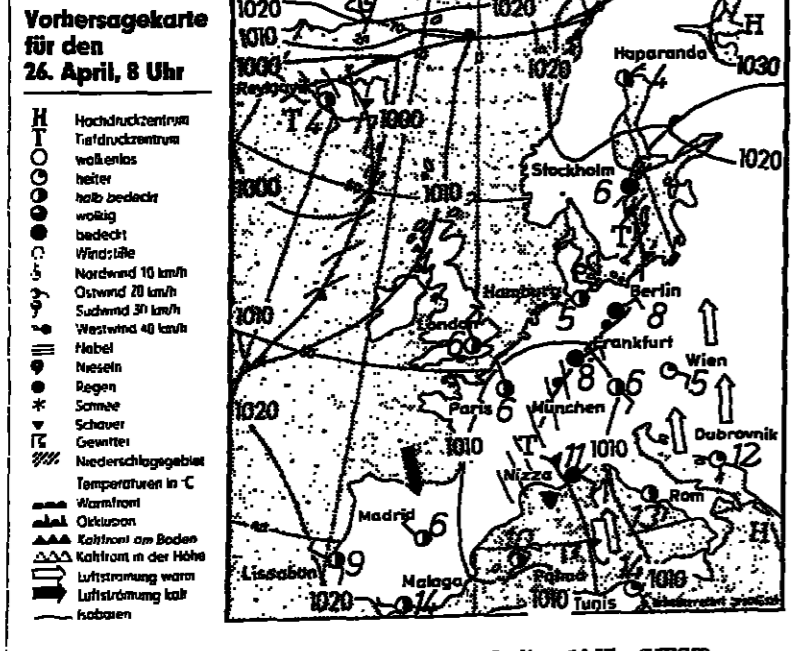 Vorhersagekarte
für den
26. April, 8 Uhr
H Hochdruckzentrum
T Tiefdruckzentrum
wolkenlos
heiter
halb bedeckt
wolkig
bedeckt
Windstille
Nordwind 10 km/h
Ostwind 20 km/h
Südwind 30 km/h
Westwind 40 km/h
Nebel
Nieseln
Regen
Schnee
Schauer
Gewitter
Niederschlagsgebiet
Temperaturen in °C
Warmfront
Okklusion
Kaltfront am Boden
Kaltfront in der Höhe
Luftströmung warm
Luftströmung kalt
Isobaren
1020
1020
H
1010
Haparanda
1000
1020
4
1030
Reykjavik
T 4
1000
Stockholm
1020
1000
1010
6
T
Hamburg
Berlin
1010
5
8
London
6
Frankfurt
8
6
Wien
5
1020
Paris
6
München
1010
T
11
1010
Dubrovnik
12
Nizza
Rom
13
Madrid
6
H
Lissabon
9
10
T
Malaga
14
Palma
14
1010
1020
1010
Tunis